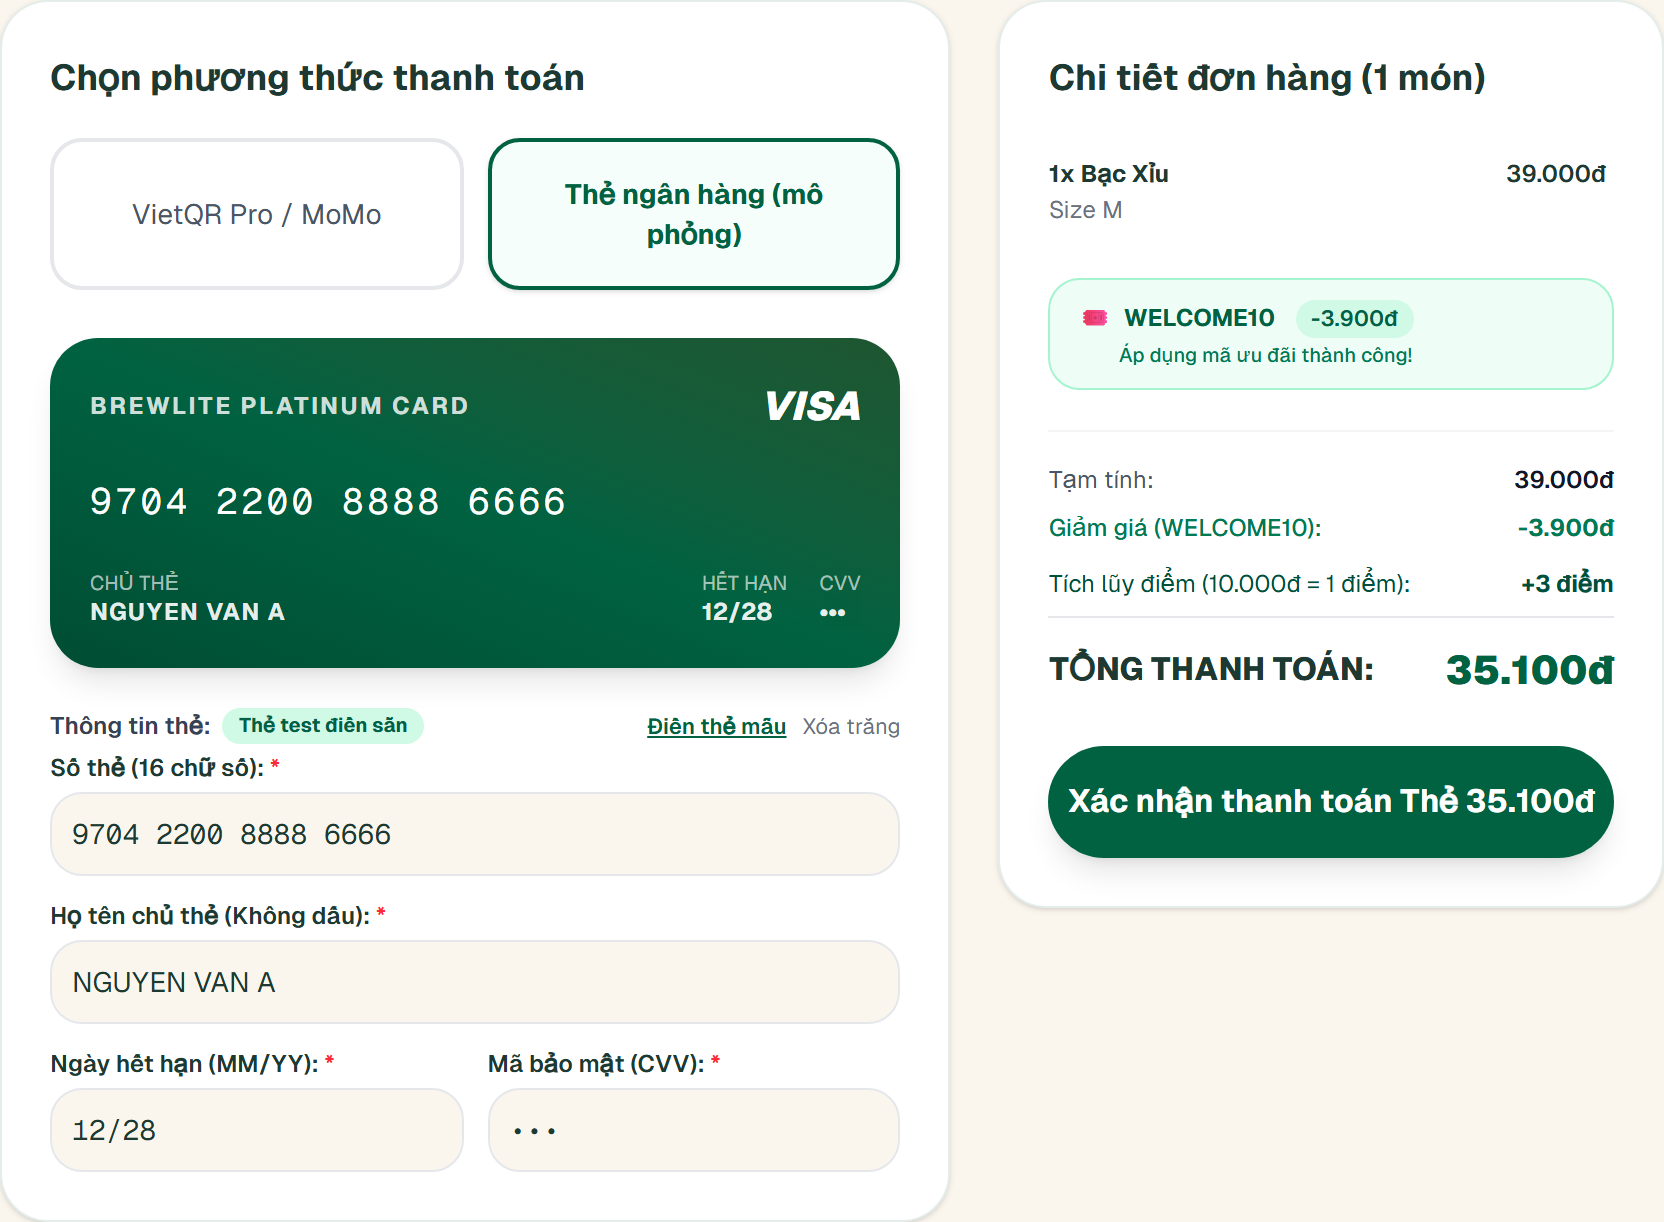 Chọn phương thức thanh toán
VietQR Pro / MoMo
Thẻ ngân hàng (mô
phỏng)
BREWLITE PLATINUM CARD
VISA
9704 2200 8888 6666
CHỦ THẺ
NGUYEN VAN A
HẾT HẠN
12/28
CVV
•••
Thông tin thẻ:
Thẻ test điền sẵn
Điền thẻ mẫu
Xóa trắng
Số thẻ (16 chữ số): *
9704 2200 8888 6666
Họ tên chủ thẻ (Không dấu): *
NGUYEN VAN A
Ngày hết hạn (MM/YY): *
12/28
Mã bảo mật (CVV): *
•••
Chi tiết đơn hàng (1 món)
1x Bạc Xỉu
39.000đ
Size M
WELCOME10
-3.900đ
Áp dụng mã ưu đãi thành công!
Tạm tính:
39.000đ
Giảm giá (WELCOME10):
-3.900đ
Tích lũy điểm (10.000đ = 1 điểm):
+3 điểm
TỔNG THANH TOÁN:
35.100đ
Xác nhận thanh toán Thẻ 35.100đ